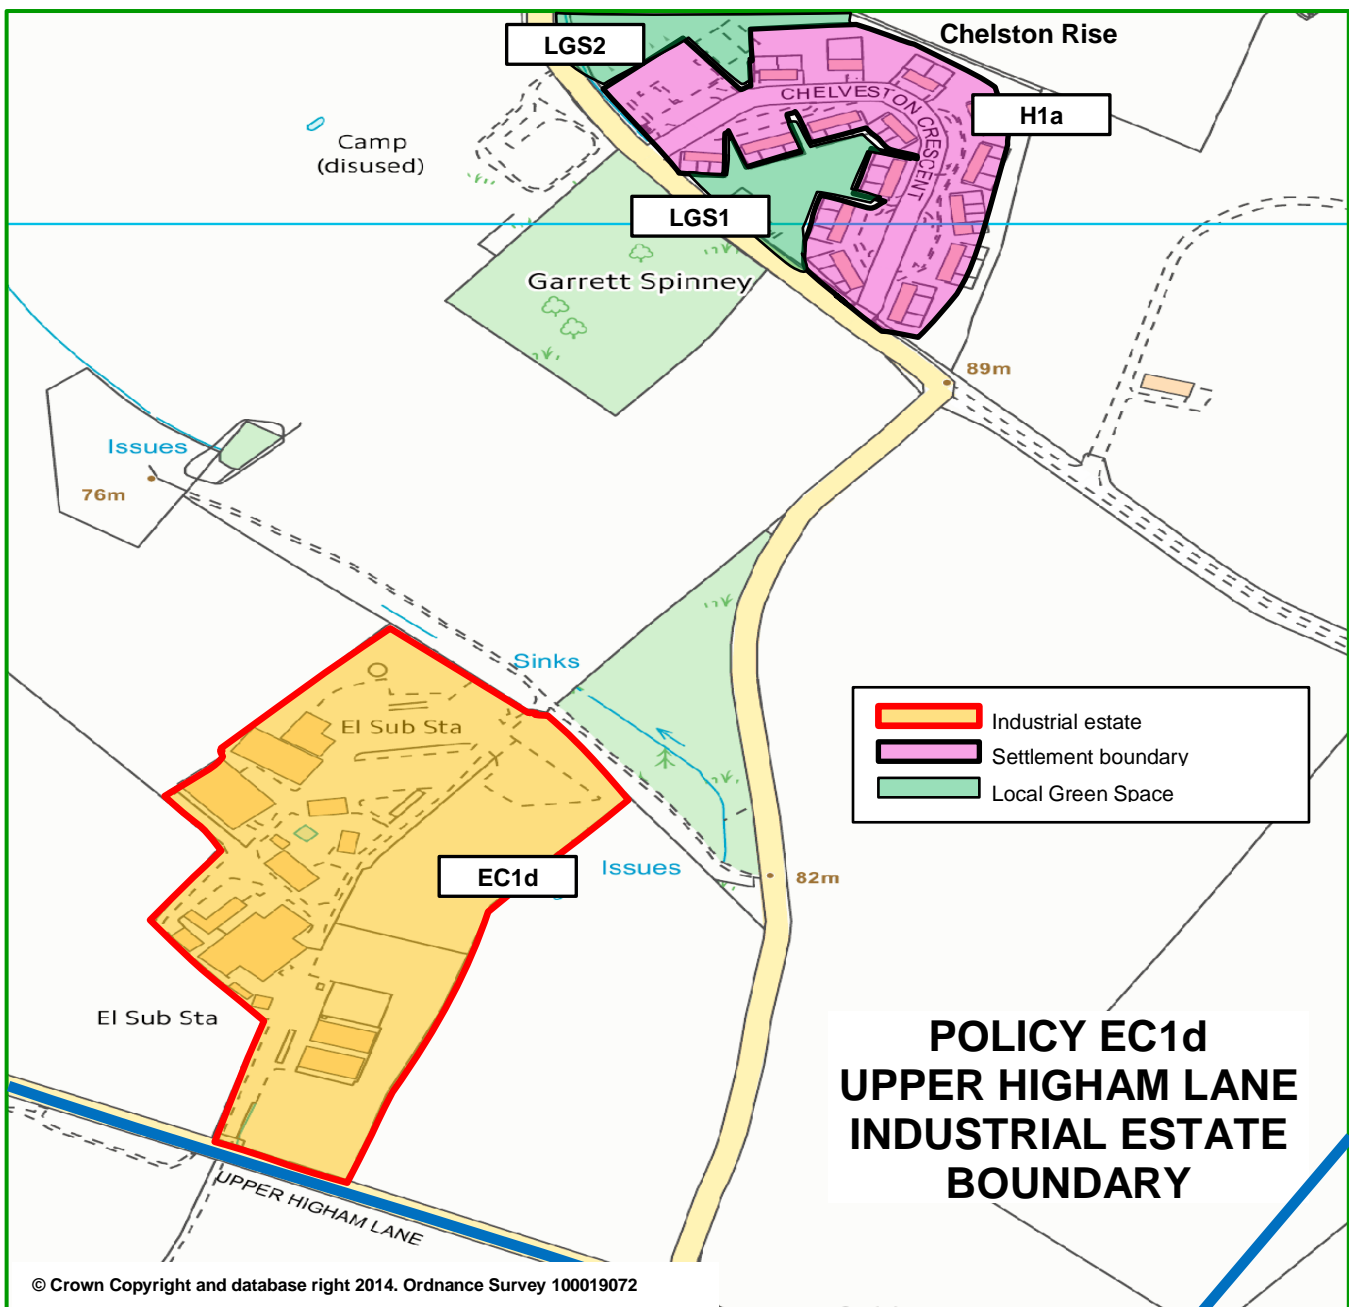 LGS2
Chelston Rise
CHELVESTON CRESCENT
H1a
Camp
(disused)
LGS1
Garrett Spinney
89m
Issues
76m
Sinks
El Sub Sta
Industrial estate
Settlement boundary
Local Green Space
EC1d
Issues
82m
El Sub Sta
POLICY EC1d
UPPER HIGHAM LANE
INDUSTRIAL ESTATE
BOUNDARY
UPPER HIGHAM LANE
© Crown Copyright and database right 2014. Ordnance Survey 100019072